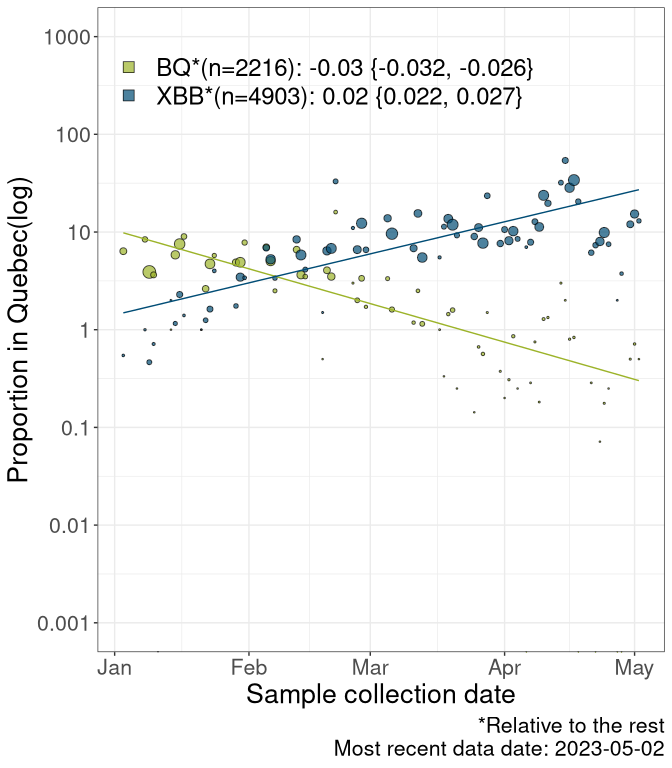 1000
100
10
1
0.1
0.01
0.001
Proportion in Quebec(log)
BQ*(n=2216): -0.03 {-0.032, -0.026}
XBB*(n=4903): 0.02 {0.022, 0.027}
Jan Feb Mar Apr May
Sample collection date
*Relative to the rest
Most recent data date: 2023-05-02